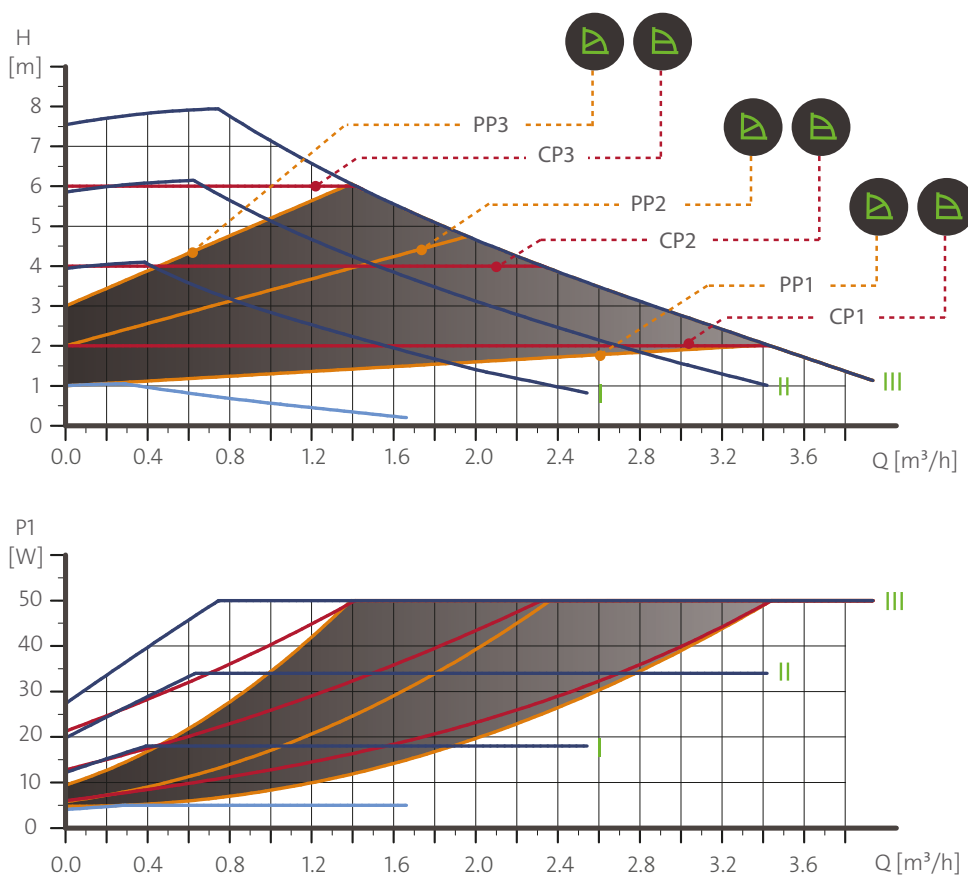 H
[m]
8
7
6
5
4
3
2
1
0
PP3
CP3
PP2
CP2
PP1
CP1
I
II
III
0.0 0.4 0.8 1.2 1.6 2.0 2.4 2.8 3.2 3.6 Q [m³/h]
P1
[W]
50
40
30
20
10
0
III
II
I
0.0 0.4 0.8 1.2 1.6 2.0 2.4 2.8 3.2 3.6 Q [m³/h]